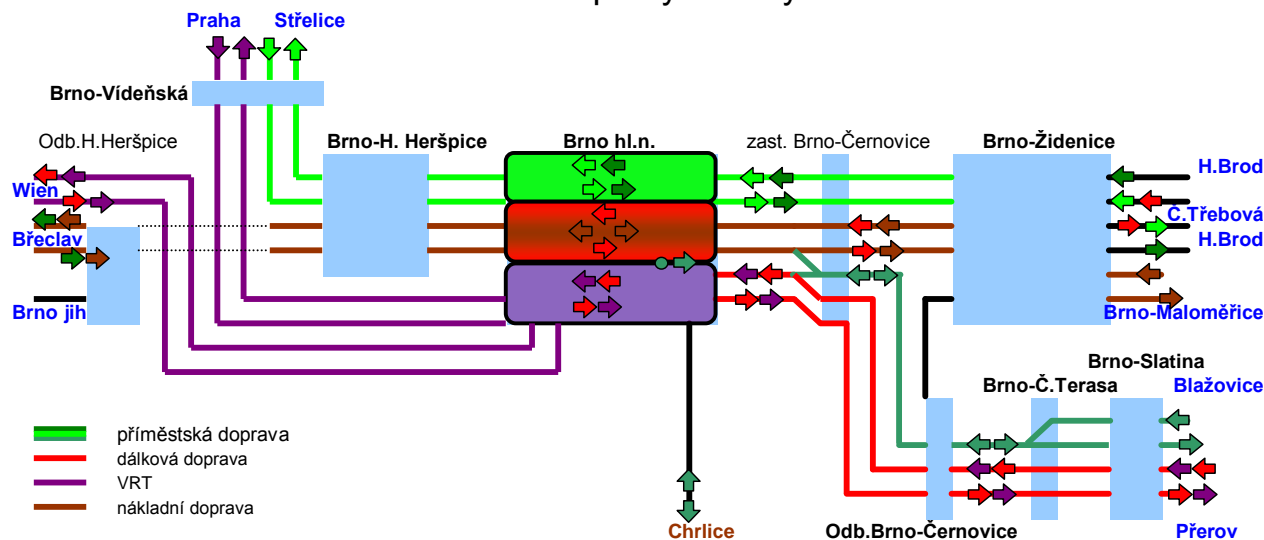 Praha
Střelice
Brno-Vídeňská
Odb.H.Heršpice
Brno-H. Heršpice
Brno hl.n.
zast. Brno-Černovice
Brno-Židenice
Wien
H.Brod
Č.Třebová
Břeclav
H.Brod
Brno jih
Brno-Maloměřice
Brno-Slatina
Brno-Č.Terasa
Blažovice
příměstská doprava
dálková doprava
VRT
nákladní doprava
Chrlice
Odb.Brno-Černovice
Přerov